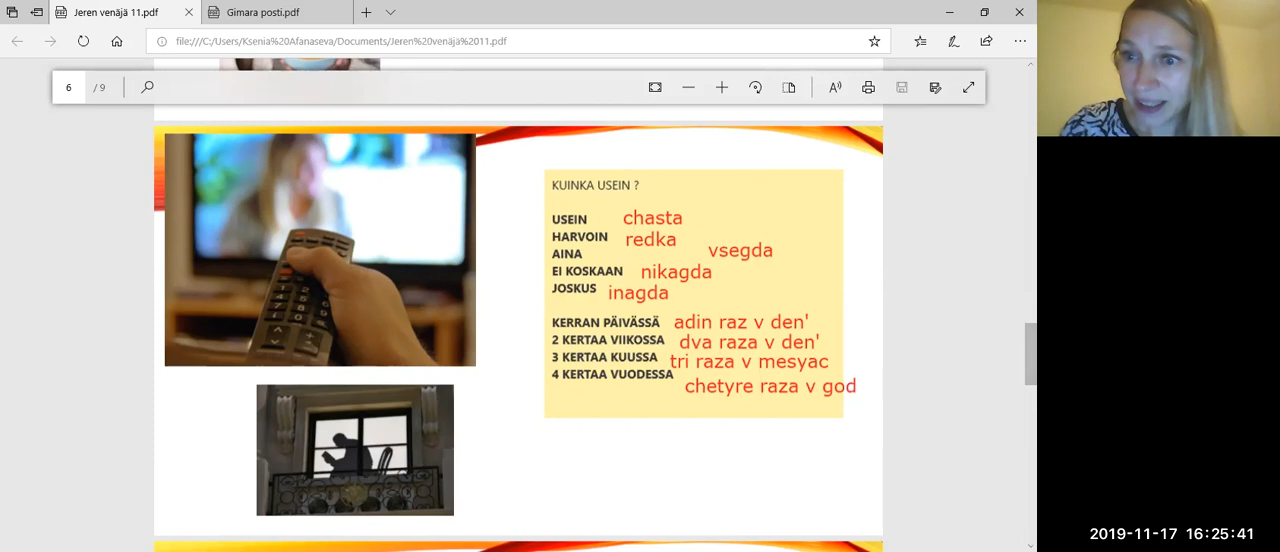 Jeren venäjä 11.pdf
Gimara posti.pdf
file:///C:/Users/Ksenia%20Afanaseva/Documents/Jeren%20venäjä%2011.pdf
6 / 9
KUINKA USEIN ?
USEIN chasta
HARVOIN redka
AINA vsegda
EI KOSKAAN nikagda
JOSKUS inagda
KERRAN PÄIVÄSSÄ adin raz v den'
2 KERTAA VIIKOSSA dva raza v den'
3 KERTAA KUUSSA tri raza v mesyac
4 KERTAA VUODESSA chetyre raza v god
2019-11-17 16:25:41